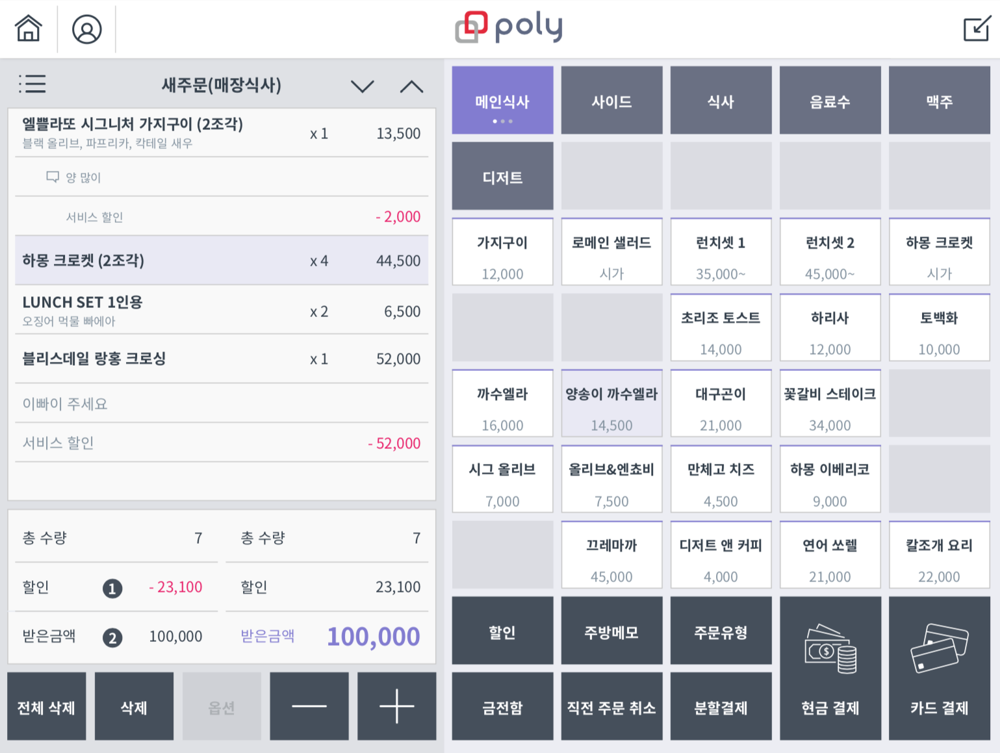 poly
새주문(매장식사)
엘쁠라또 시그니처 가지구이 (2조각) x 1 13,500
블랙 올리브, 파프리카, 칵테일 새우
양 많이
서비스 할인 - 2,000
하몽 크로켓 (2조각) x 4 44,500
LUNCH SET 1인용 x 2 6,500
오징어 먹물 빠에아
블리스데일 랑홍 크로싱 x 1 52,000
이빠이 주세요
서비스 할인 - 52,000
총 수량 7 총 수량 7
할인 1 - 23,100 할인 23,100
받은금액 2 100,000 받은금액 100,000
전체 삭제 삭제 옵션
메인식사 사이드 식사 음료수 맥주
디저트
가지구이 로메인 샐러드 런치셋 1 런치셋 2 하몽 크로켓
12,000 시가 35,000~ 45,000~ 시가
초리조 토스트 하리사 토백화
14,000 12,000 10,000
까수엘라 양송이 까수엘라 대구곤이 꽃갈비 스테이크
16,000 14,500 21,000 34,000
시그 올리브 올리브&엔쵸비 만체고 치즈 하몽 이베리코
7,000 7,500 4,500 9,000
끄레마까 디저트 앤 커피 연어 쏘렐 칼조개 요리
45,000 4,000 21,000 22,000
할인 주방메모 주문유형
금전함 직전 주문 취소 분할결제 현금 결제 카드 결제